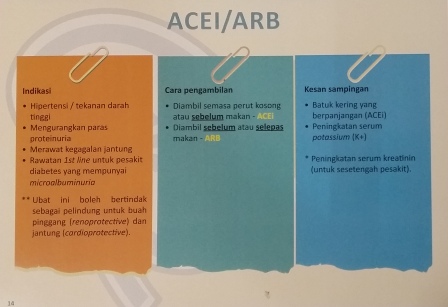 ACEI/ARB
Indikasi
• Hipertensi / tekanan darah
tinggi
• Mengurangkan paras
proteinuria
• Merawat kegagalan jantung
• Rawatan 1st line untuk pesakit
diabetes yang mempunyai
microalbuminuria
** Ubat ini boleh bertindak
sebagai pelindung untuk buah
pinggang (renoprotective) dan
jantung (cardioprotective).
Cara pengambilan
• Diambil semasa perut kosong
atau sebelum makan - ACEi
• Diambil sebelum atau selepas
makan - ARB
Kesan sampingan
• Batuk kering yang
berpanjangan (ACEi)
• Peningkatan serum
potassium (K+)
* Peningkatan serum kreatinin
(untuk sesetengah pesakit).
14